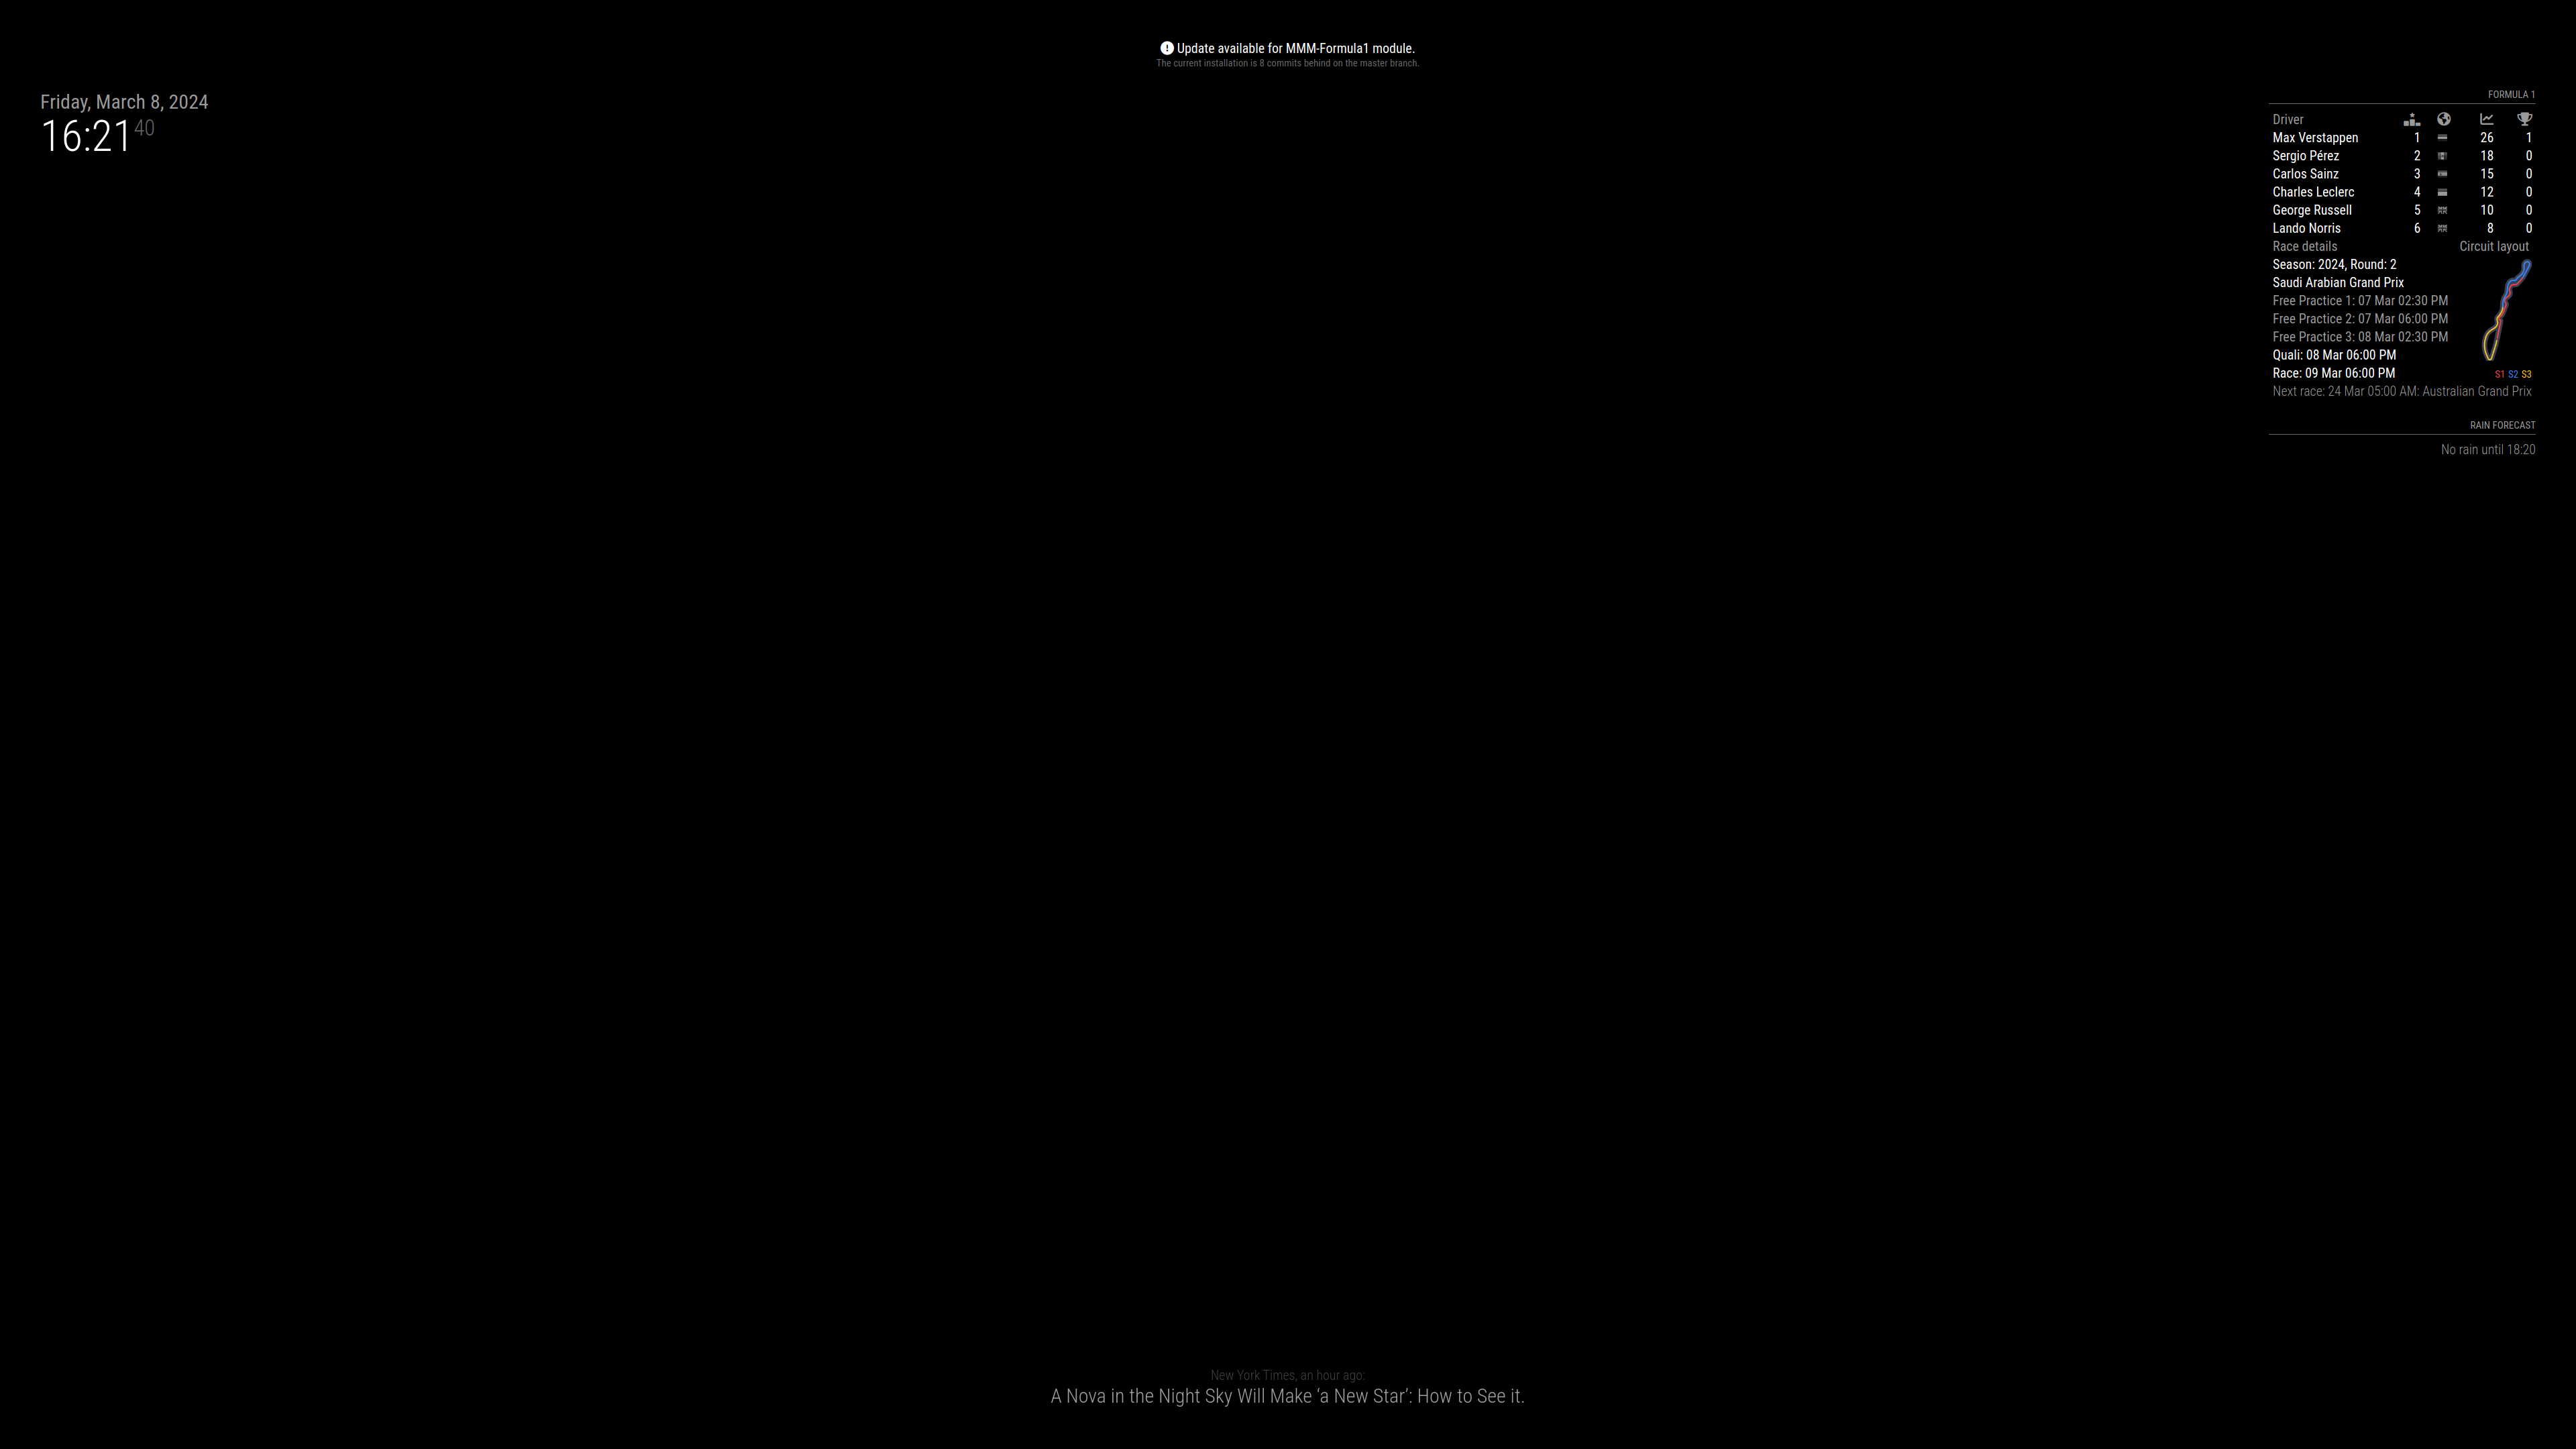 Update available for MMM-Formula1 module.
The current installation is 8 commits behind on the master branch.
Friday, March 8, 2024
16:21 40
FORMULA 1
Driver
Max Verstappen 1 26 1
Sergio Pérez 2 18 0
Carlos Sainz 3 15 0
Charles Leclerc 4 12 0
George Russell 5 10 0
Lando Norris 6 8 0
Race details Circuit layout
Season: 2024, Round: 2
Saudi Arabian Grand Prix
Free Practice 1: 07 Mar 02:30 PM
Free Practice 2: 07 Mar 06:00 PM
Free Practice 3: 08 Mar 02:30 PM
Quali: 08 Mar 06:00 PM
Race: 09 Mar 06:00 PM S1 S2 S3
Next race: 24 Mar 05:00 AM: Australian Grand Prix
RAIN FORECAST
No rain until 18:20
New York Times, an hour ago:
A Nova in the Night Sky Will Make ‘a New Star’: How to See it.